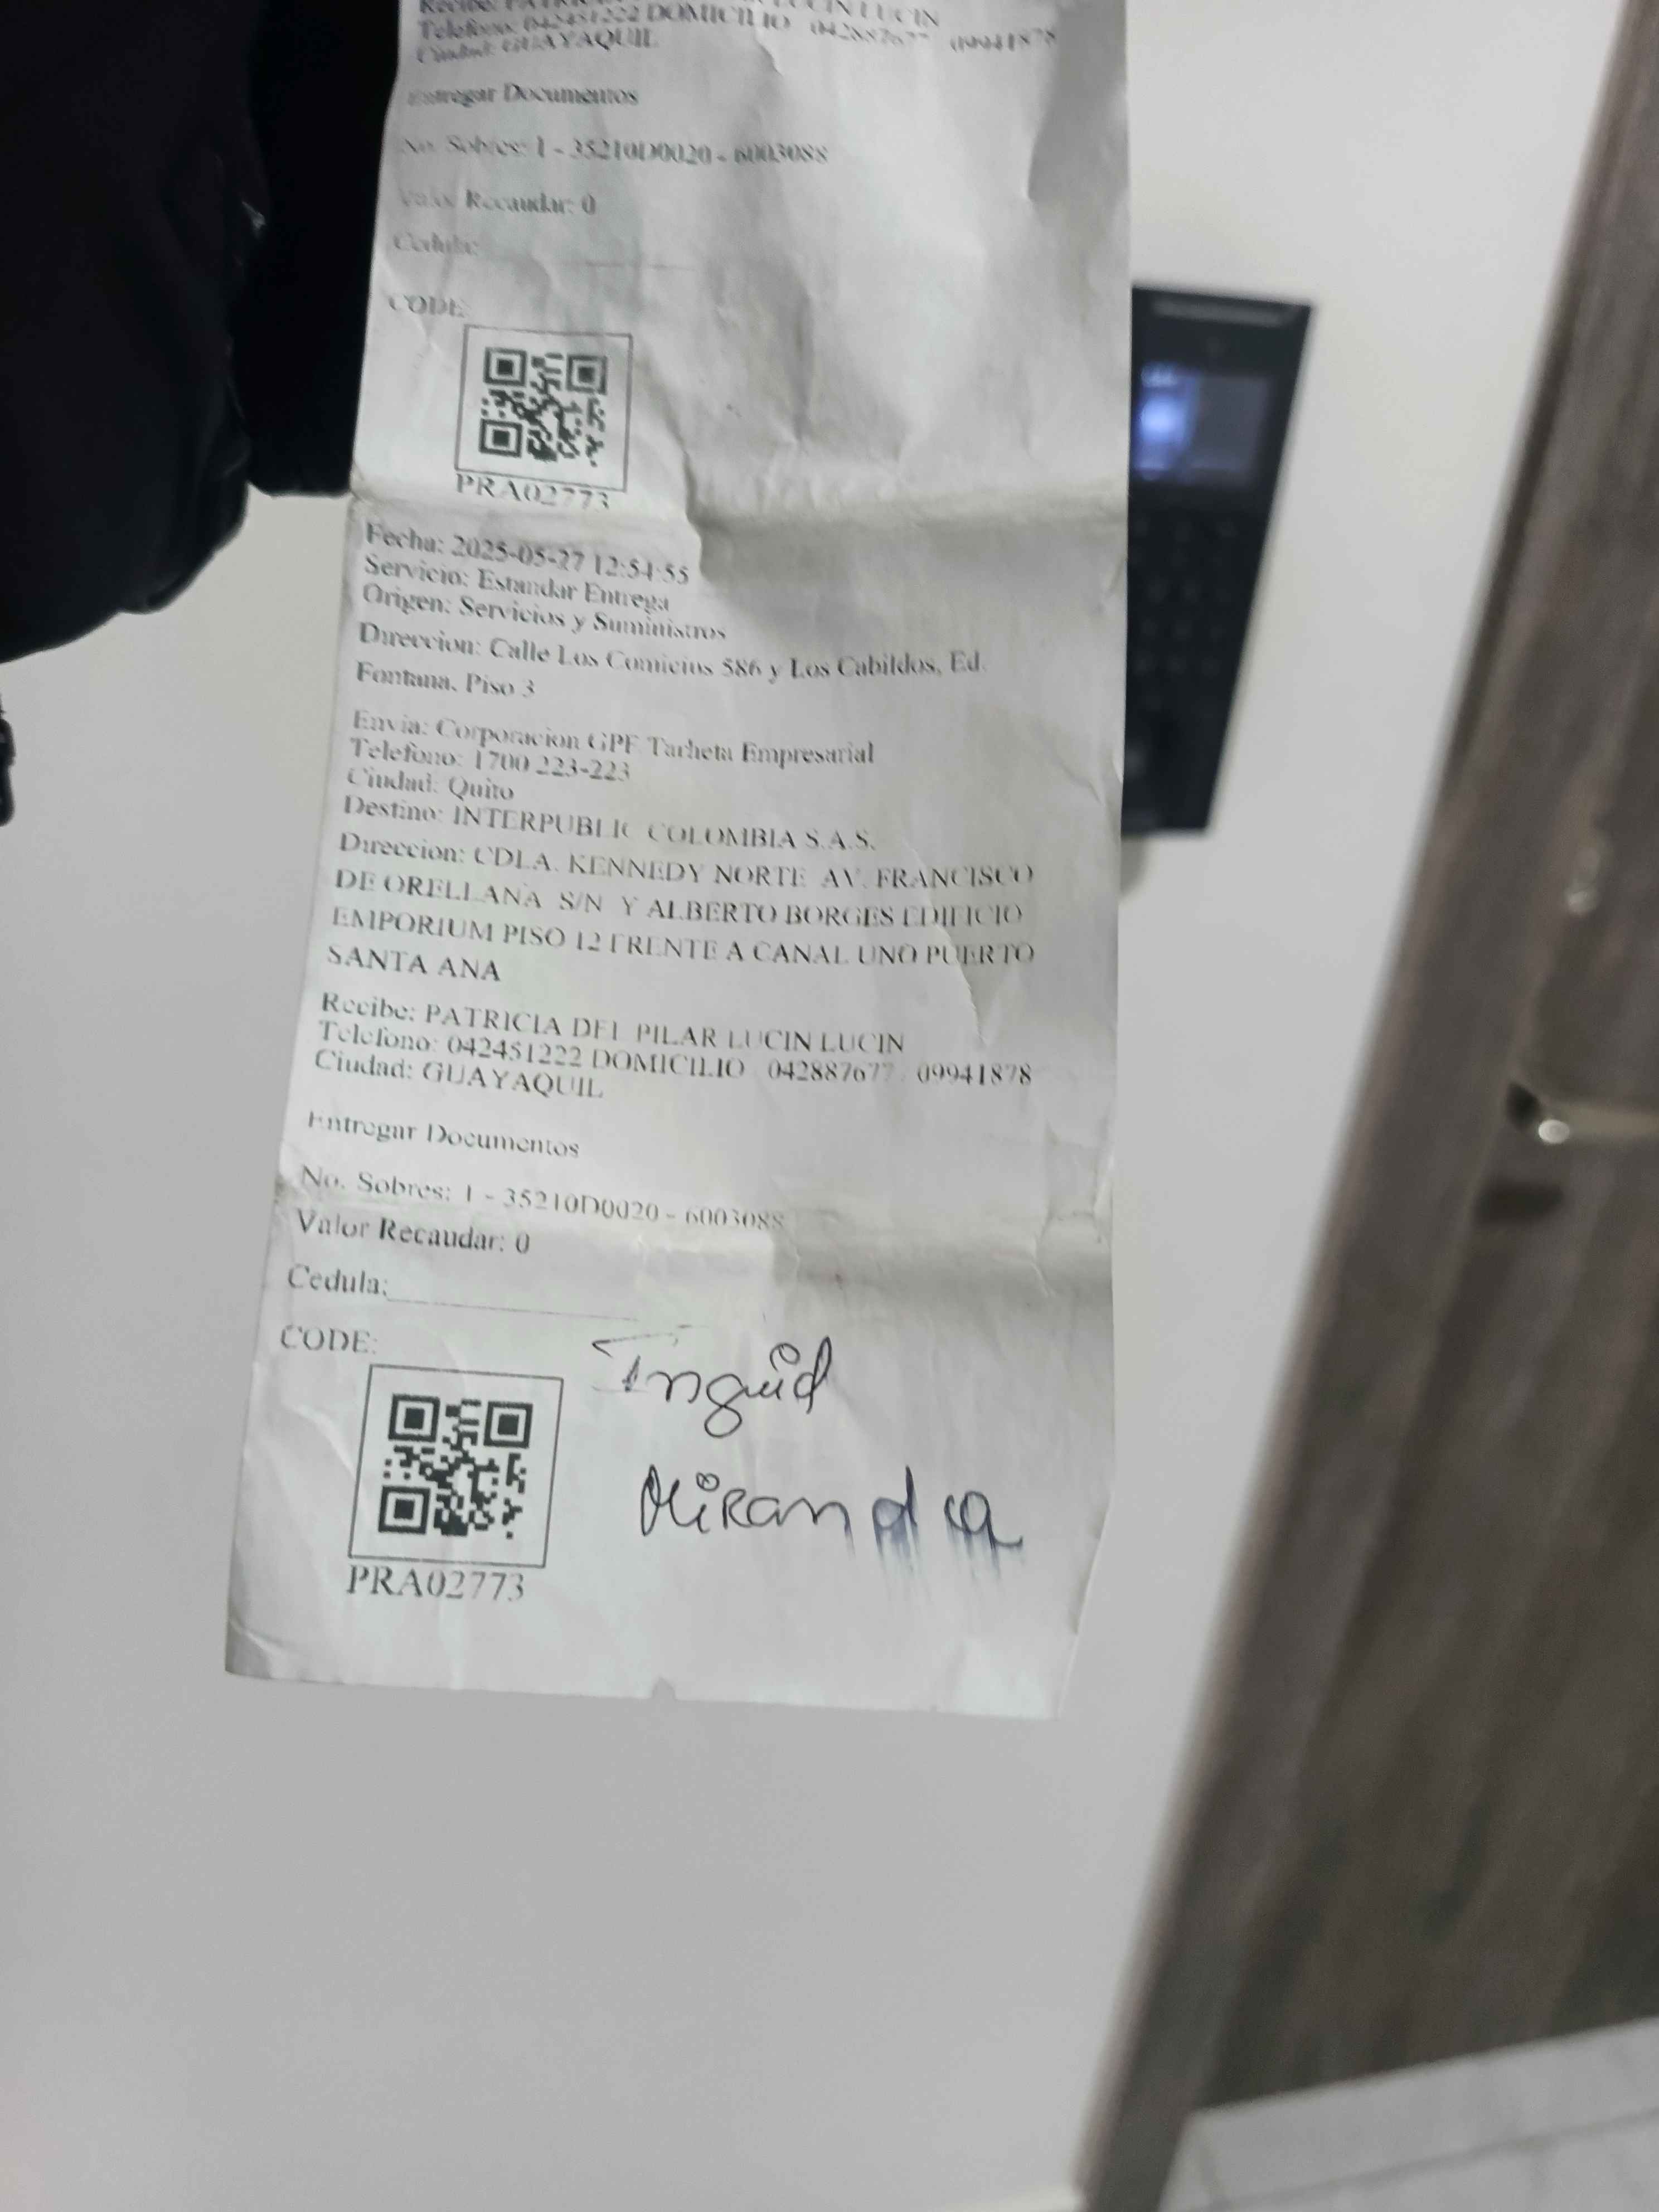 Recibe:
LUCIN LUCIN
Telefono: 042451222 DOMICILIO 042887677 09941878
Ciudad: GUAYAQUIL
Entregar Documentos
No. Sobres: 1 - 35210D0020 - 6003088
Valor Recaudar: 0
Cedula:
CODE:
PRA02773
Fecha: 2025-05-27 12:54:55
Servicio: Estandar Entrega
Origen: Servicios y Suministros
Direccion: Calle Los Comicios 586 y Los Cabildos, Ed.
Fontana, Piso 3
Envia: Corporacion GPF Tarheta Empresarial
Telefono: 1700 223-223
Ciudad: Quito
Destino: INTERPUBLIC COLOMBIA S.A.S.
Direccion: CDLA. KENNEDY NORTE AV. FRANCISCO
DE ORELLANA S/N Y ALBERTO BORGES EDIFICIO
EMPORIUM PISO 12 FRENTE A CANAL UNO PUERTO
SANTA ANA
Recibe: PATRICIA DEL PILAR LUCIN LUCIN
Telefono: 042451222 DOMICILIO 042887677 09941878
Ciudad: GUAYAQUIL
Entregar Documentos
No. Sobres: 1 - 35210D0020 - 6003088
Valor Recaudar: 0
Cedula:
CODE:
Ingrid
Miranda
PRA02773